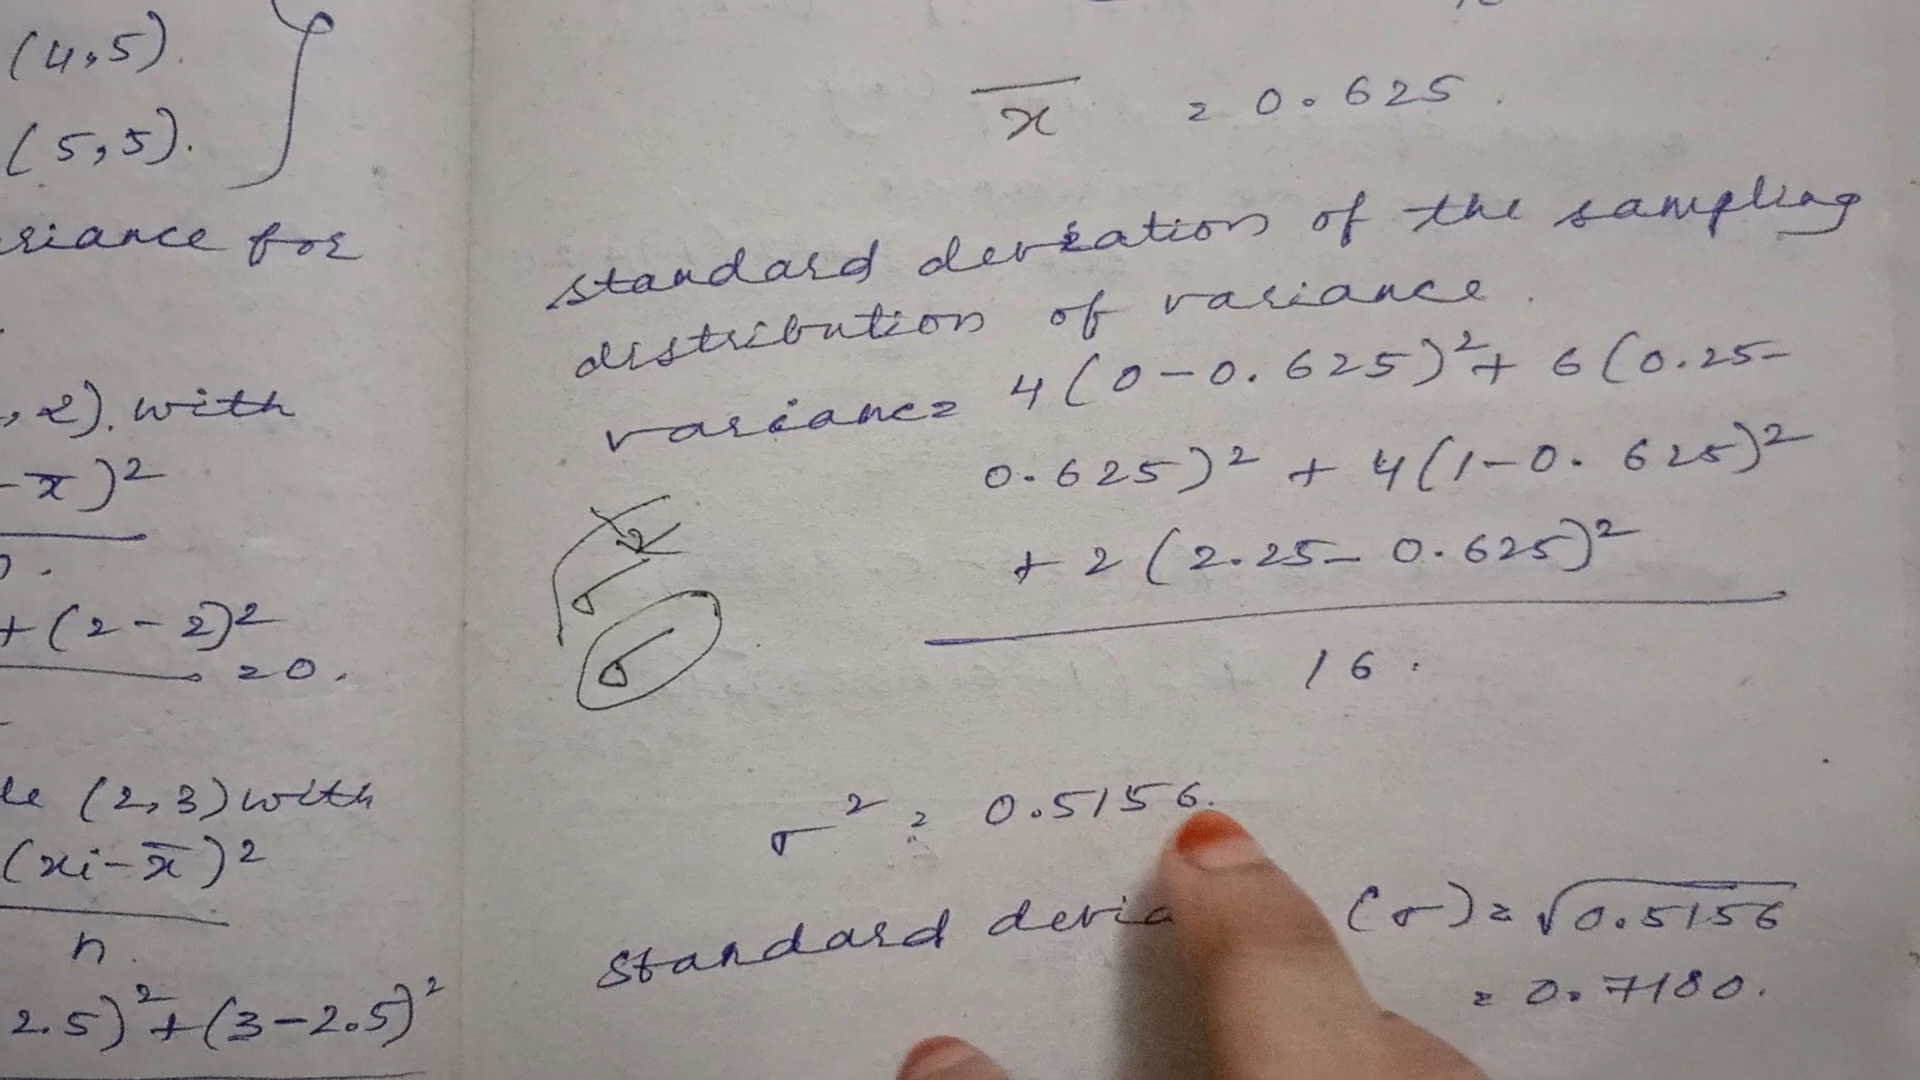 (4,5).
(5,5).
riance for
, 2). with
- x̄)²
+ (2 - 2)²
= 0.
le (2,3) with
(xi - x̄)²
n.
2.5)² + (3 - 2.5)²
x̄ = 0.625.
standard deviation of the sampling
distribution of variance.
variance = 4(0 - 0.625)² + 6(0.25 -
0.625)² + 4(1 - 0.625)²
+ 2(2.25 - 0.625)²
16.
σ
σ
σ² = 0.5156.
standard devia (σ) = √0.5156
= 0.7180.